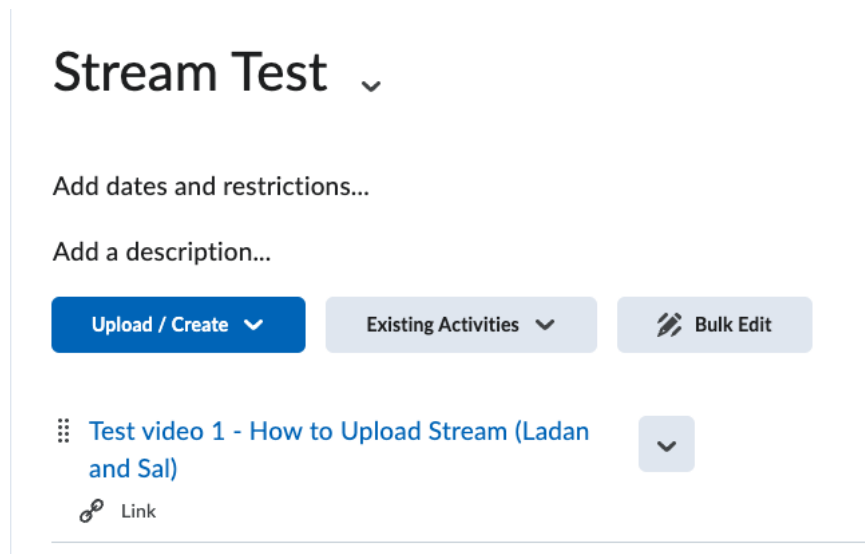 Stream Test
Add dates and restrictions...
Add a description...
Upload / Create
Existing Activities
Bulk Edit
Test video 1 - How to Upload Stream (Ladan
and Sal)
Link